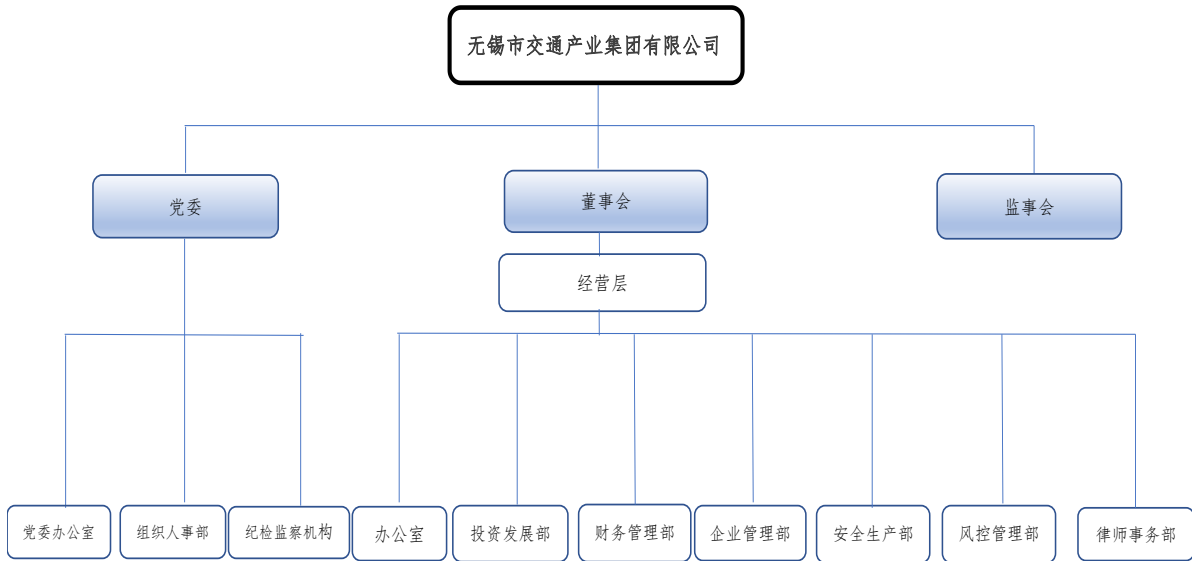 无锡市交通产业集团有限公司
党委
董事会
监事会
经营层
党委办公室
组织人事部
纪检监察机构
办公室
投资发展部
财务管理部
企业管理部
安全生产部
风控管理部
律师事务部